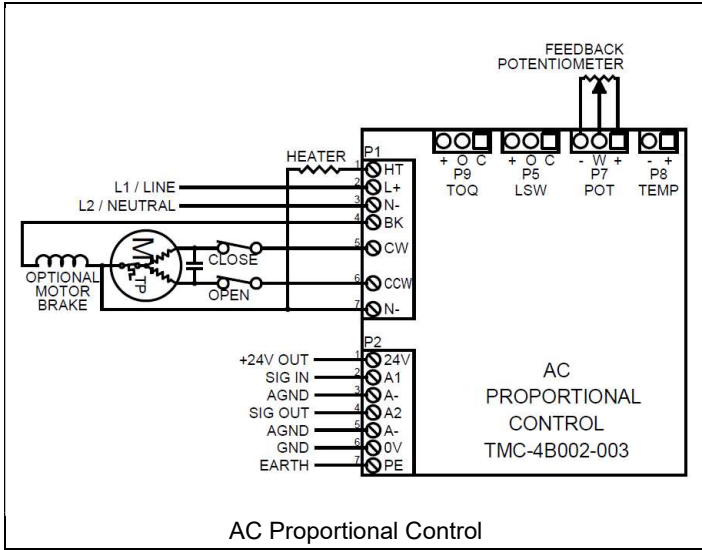 FEEDBACK
POTENTIOMETER
HEATER
P1
1 HT
L1 / LINE 2 L+
L2 / NEUTRAL 3 N-
4 BK
5 CW
CLOSE
6 CCW
OPEN
7 N-
M
TP
OPTIONAL
MOTOR
BRAKE
+ O C
P9
TOQ
+ O C
P5
LSW
- W +
P7
POT
- +
P8
TEMP
P2
+24V OUT 1 24V
SIG IN 2 A1
AGND 3 A-
SIG OUT 4 A2
AGND 5 A-
GND 6 0V
EARTH 7 PE
AC
PROPORTIONAL
CONTROL
TMC-4B002-003
AC Proportional Control